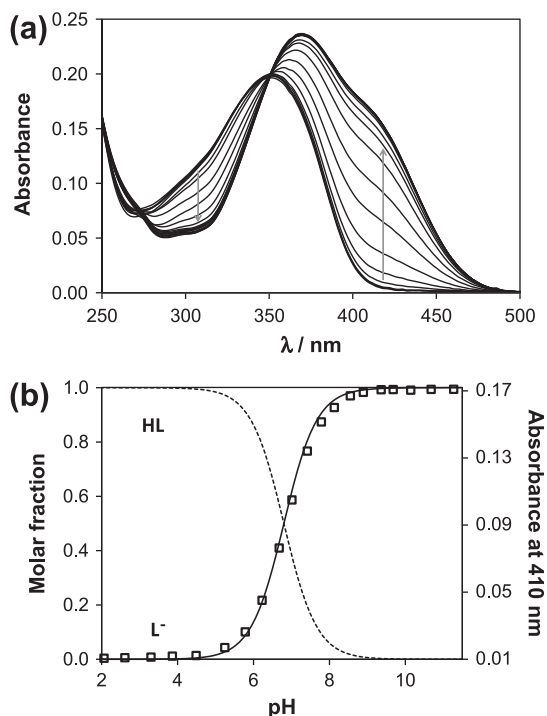 (a)
0.25
0.20
0.15
0.10
0.05
0.00
Absorbance
250 300 350 400 450 500
λ / nm
(b)
1.0
0.8
0.6
0.4
0.2
0.0
Molar fraction
HL
L⁻
0.17
0.13
0.09
0.05
0.01
Absorbance at 410 nm
2 4 6 8 10
pH